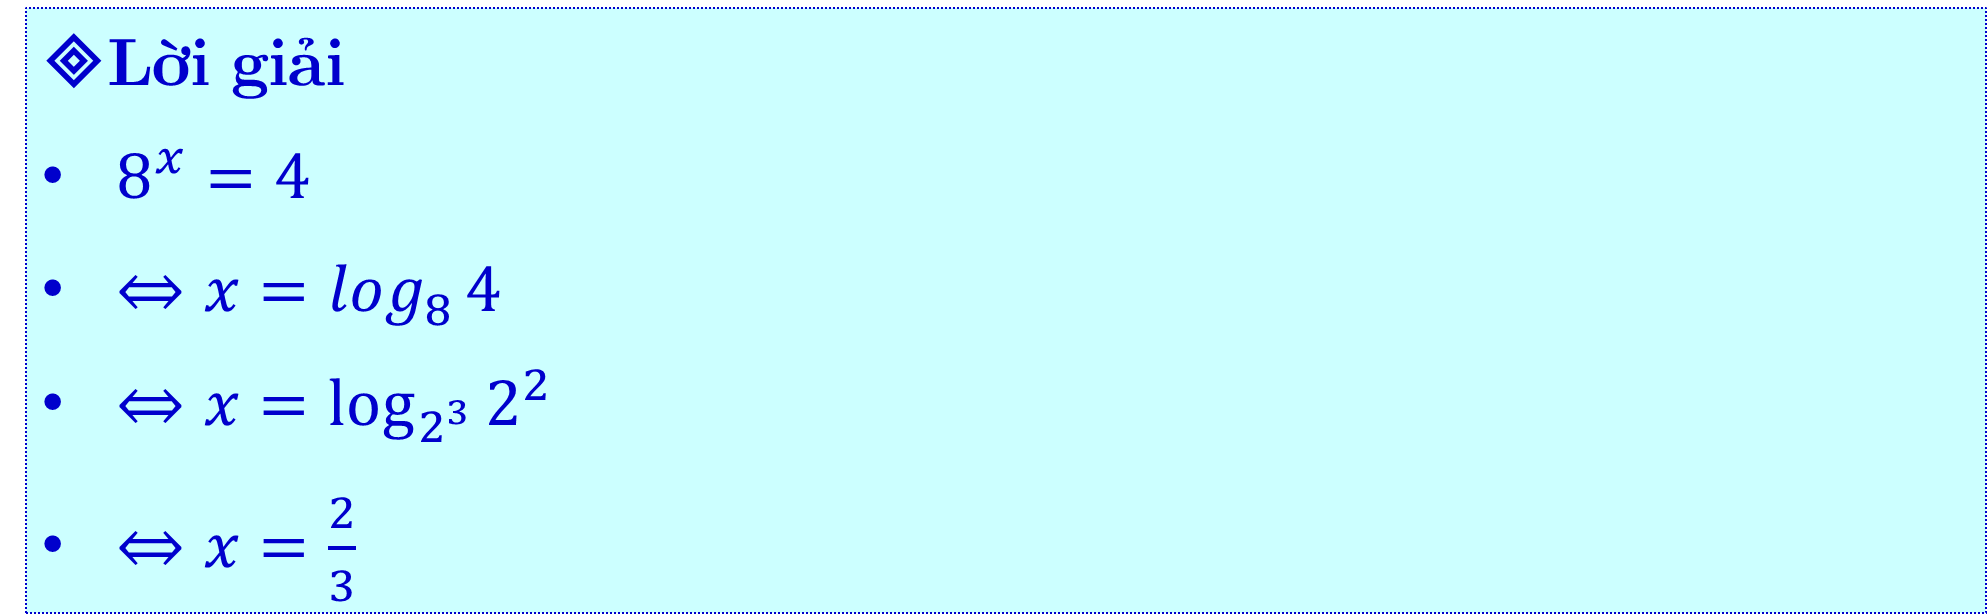 Lời giải
• 8^x = 4
• ⇔ x = log_8 4
• ⇔ x = log_{2^3} 2^2
• ⇔ x = 2/3